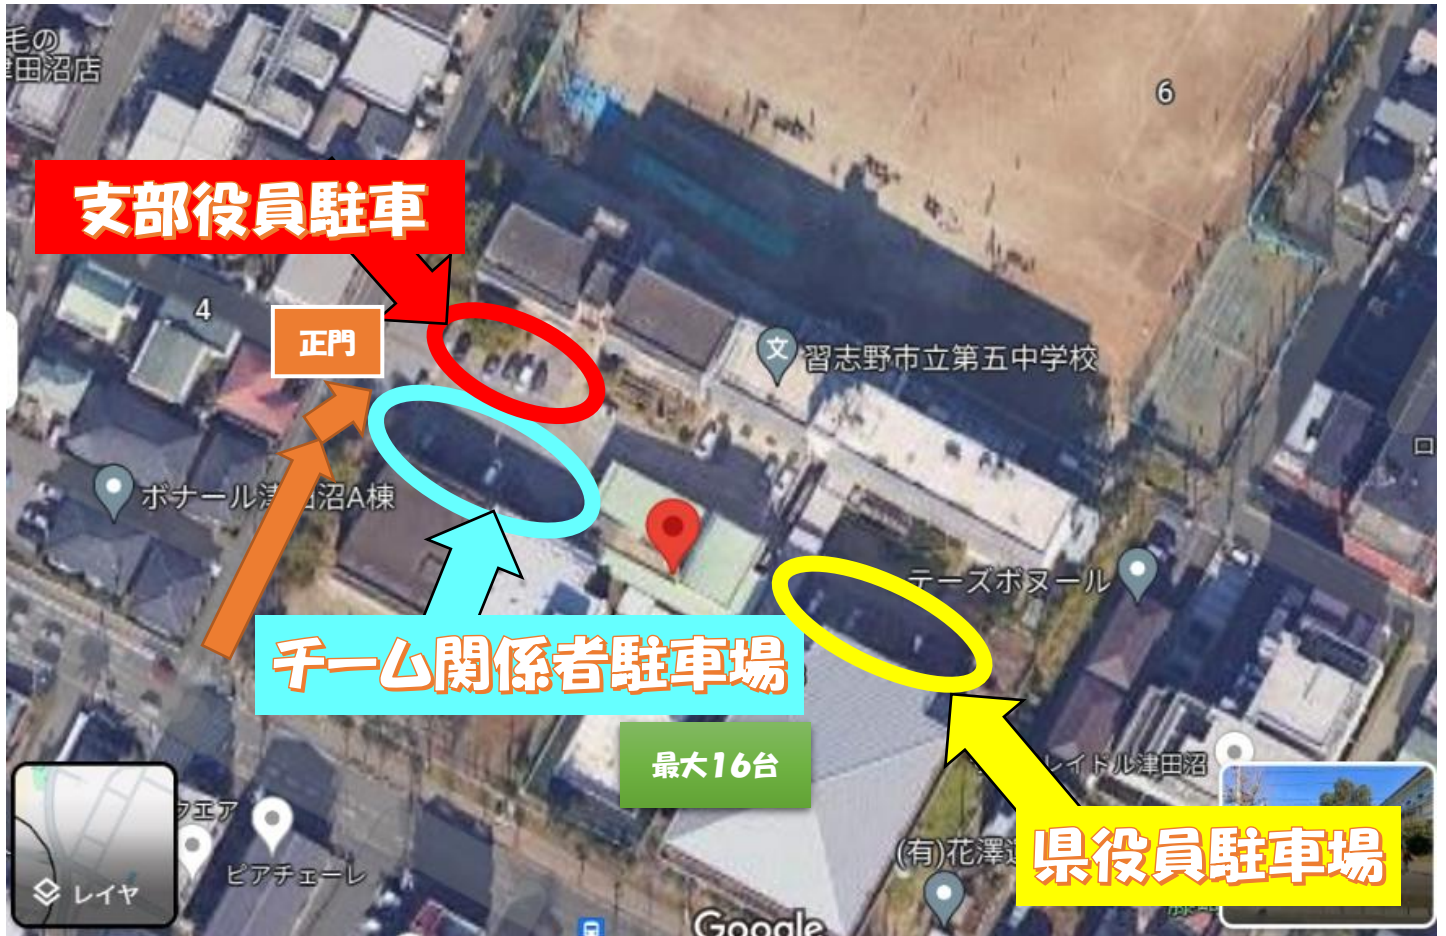 毛の
津田沼店
6
支部役員駐車
4
正門
文
習志野市立第五中学校
ロ
ボナール津田沼A棟
テーズボヌール
チーム関係者駐車場
最大16台
レイドル津田沼
クエア
ピアチェーレ
レイヤ
(有)花澤運
県役員駐車場
Google